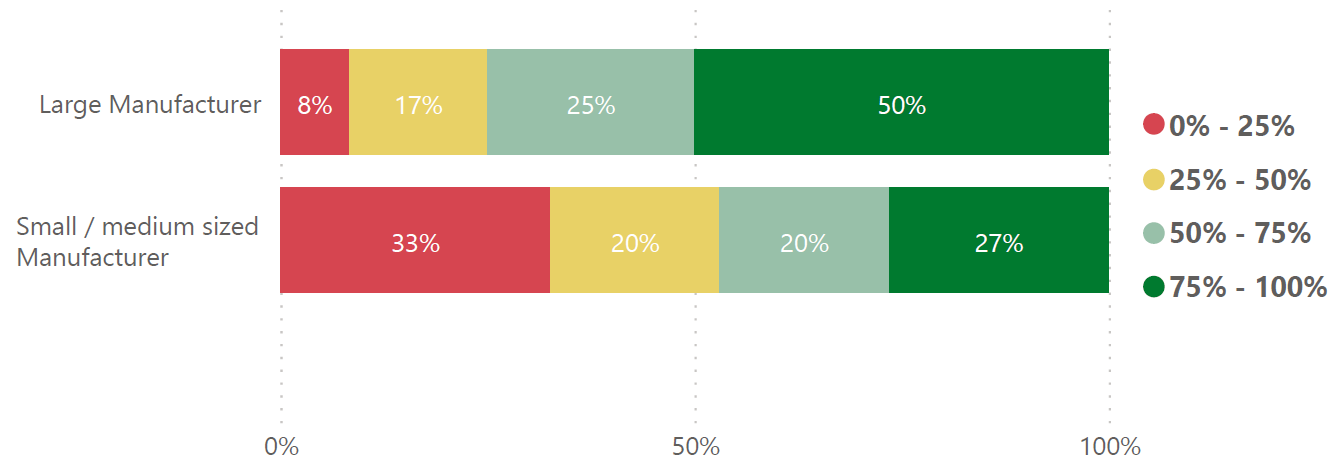 Large Manufacturer
8%
17%
25%
50%
Small / medium sized
Manufacturer
33%
20%
20%
27%
0%
50%
100%
0% - 25%
25% - 50%
50% - 75%
75% - 100%